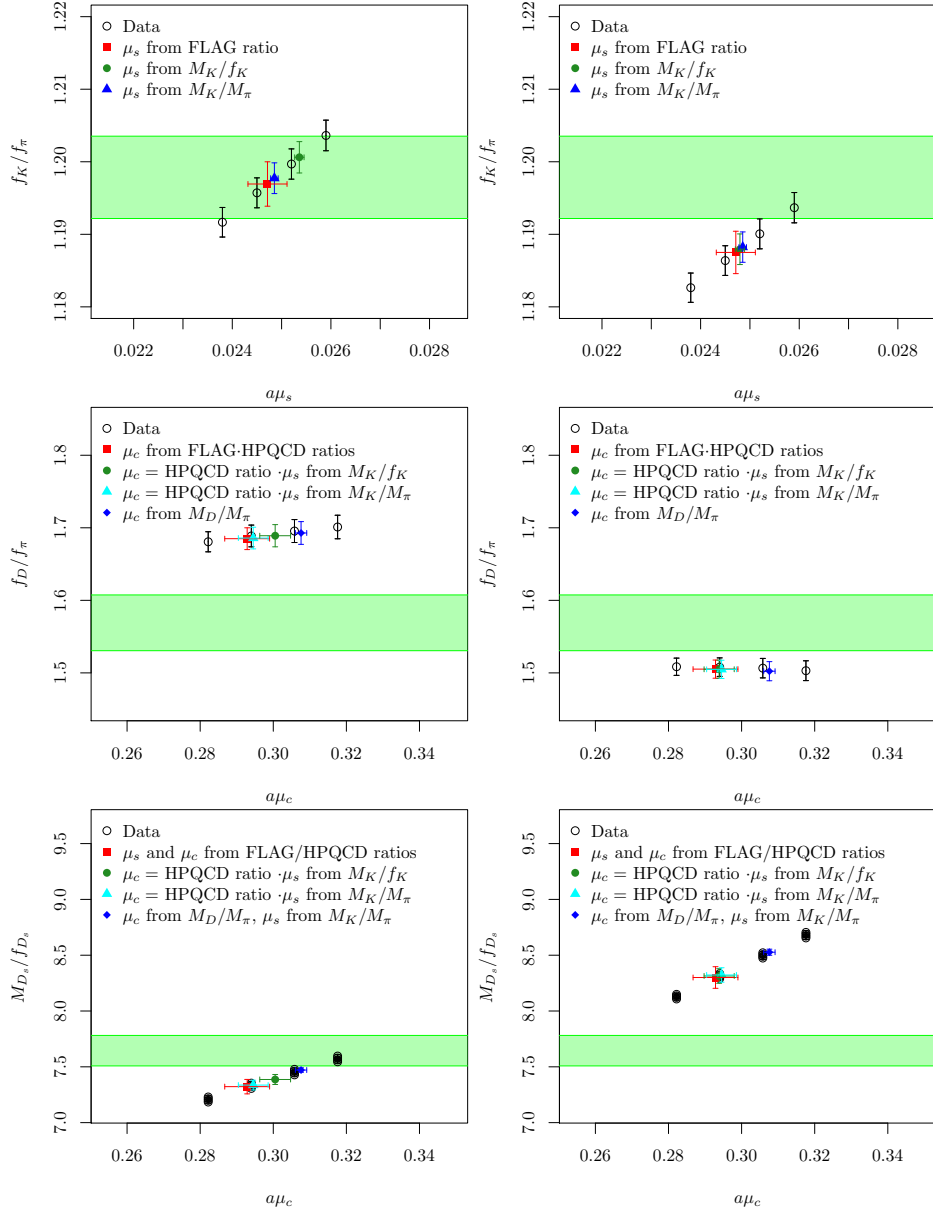 1.22
1.21
1.20
1.19
1.18
f_K/f_π
Data
μ_s from FLAG ratio
μ_s from M_K/f_K
μ_s from M_K/M_π
0.022
0.024
0.026
0.028
aμ_s
1.22
1.21
1.20
1.19
1.18
f_K/f_π
Data
μ_s from FLAG ratio
μ_s from M_K/f_K
μ_s from M_K/M_π
0.022
0.024
0.026
0.028
aμ_s
1.8
1.7
1.6
1.5
f_D/f_π
Data
μ_c from FLAG·HPQCD ratios
μ_c = HPQCD ratio ·μ_s from M_K/f_K
μ_c = HPQCD ratio ·μ_s from M_K/M_π
μ_c from M_D/M_π
0.26
0.28
0.30
0.32
0.34
aμ_c
1.8
1.7
1.6
1.5
f_D/f_π
Data
μ_c from FLAG·HPQCD ratios
μ_c = HPQCD ratio ·μ_s from M_K/f_K
μ_c = HPQCD ratio ·μ_s from M_K/M_π
μ_c from M_D/M_π
0.26
0.28
0.30
0.32
0.34
aμ_c
9.5
9.0
8.5
8.0
7.5
7.0
M_{D_s}/f_{D_s}
Data
μ_s and μ_c from FLAG/HPQCD ratios
μ_c = HPQCD ratio ·μ_s from M_K/f_K
μ_c = HPQCD ratio ·μ_s from M_K/M_π
μ_c from M_D/M_π, μ_s from M_K/M_π
0.26
0.28
0.30
0.32
0.34
aμ_c
9.5
9.0
8.5
8.0
7.5
7.0
M_{D_s}/f_{D_s}
Data
μ_s and μ_c from FLAG/HPQCD ratios
μ_c = HPQCD ratio ·μ_s from M_K/f_K
μ_c = HPQCD ratio ·μ_s from M_K/M_π
μ_c from M_D/M_π, μ_s from M_K/M_π
0.26
0.28
0.30
0.32
0.34
aμ_c